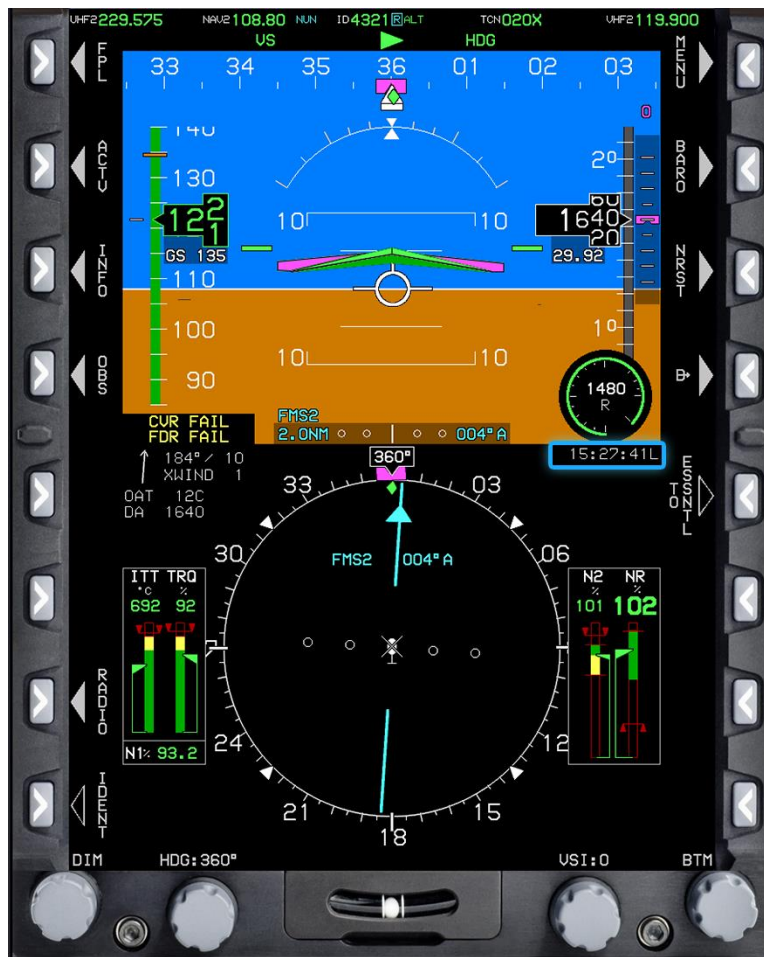 VHF2 229.575 NAV2 108.80 NVN ID 4321 R ALT TCN 020X VHF2 119.900
VS HDG
FPL
MENU
33 34 35 36 01 02 03
0
140
ACTV
BARO
130
2⁰
10 10
122
1
1640
60
20
GS 135
29.92
INFO
NRST
110
100
1⁰
10 10
OBS
B→
90
1480
R
CVR FAIL
FDR FAIL
FMS2
2.0NM 004° A
15:27:41L
184°/ 10
XWIND 1
OAT 12C
DA 1640
360°
TO ESSNTL
33 03
30 06
FMS2 004° A
ITT TRQ
°C %
692 92
N2 NR
% %
101 102
RADIO
N1% 93.2
24 12
21 15
18
IDENT
DIM HDG:360° VSI:0 BTM